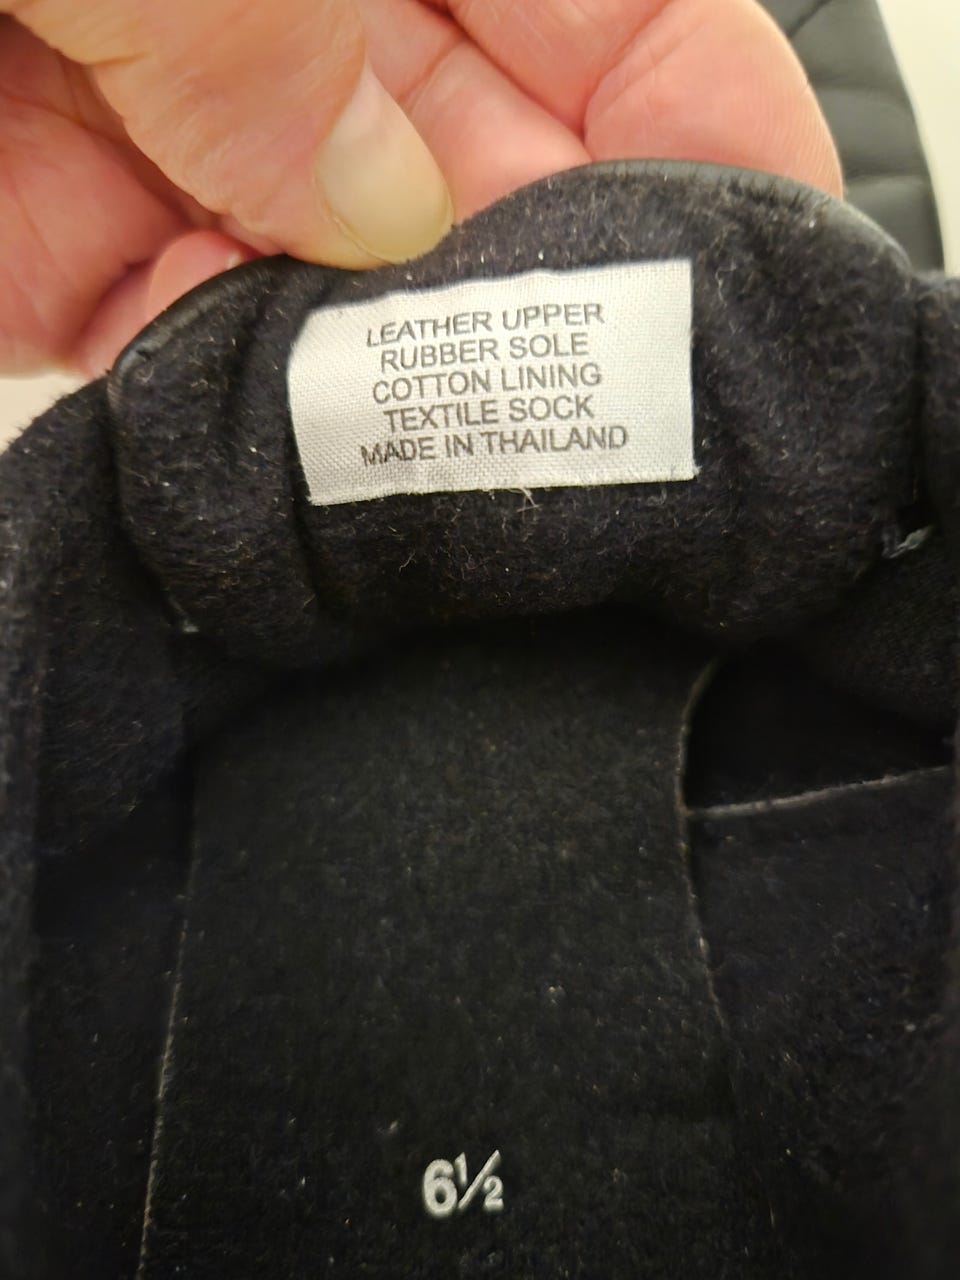 LEATHER UPPER
RUBBER SOLE
COTTON LINING
TEXTILE SOCK
MADE IN THAILAND
6½